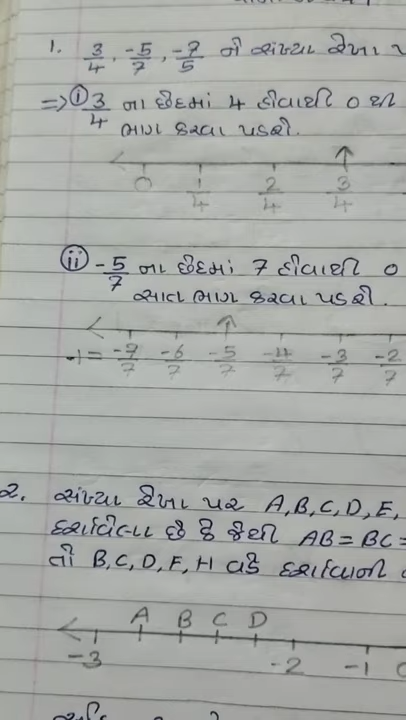 1. 3/4, -5/7, -7/5 ને સંખ્યા રેખા
=> (i) 3/4 ના છેદમાં 4 હોવાથી 0 થી
ભાગ કરવા પડશે.
0 1/4 2/4 3/4
(ii) -5/7 ના છેદમાં 7 હોવાથી 0
સાત ભાગ કરવા પડશે.
-1 = -7/7 -6/7 -5/7 -4/7 -3/7 -2/7
2. સંખ્યા રેખા પર A, B, C, D, E,
દર્શાવેલા છે કે જેથી AB = BC =
તો B, C, D, F, H વડે દર્શાવાની
A B C D
-3 -2 -1